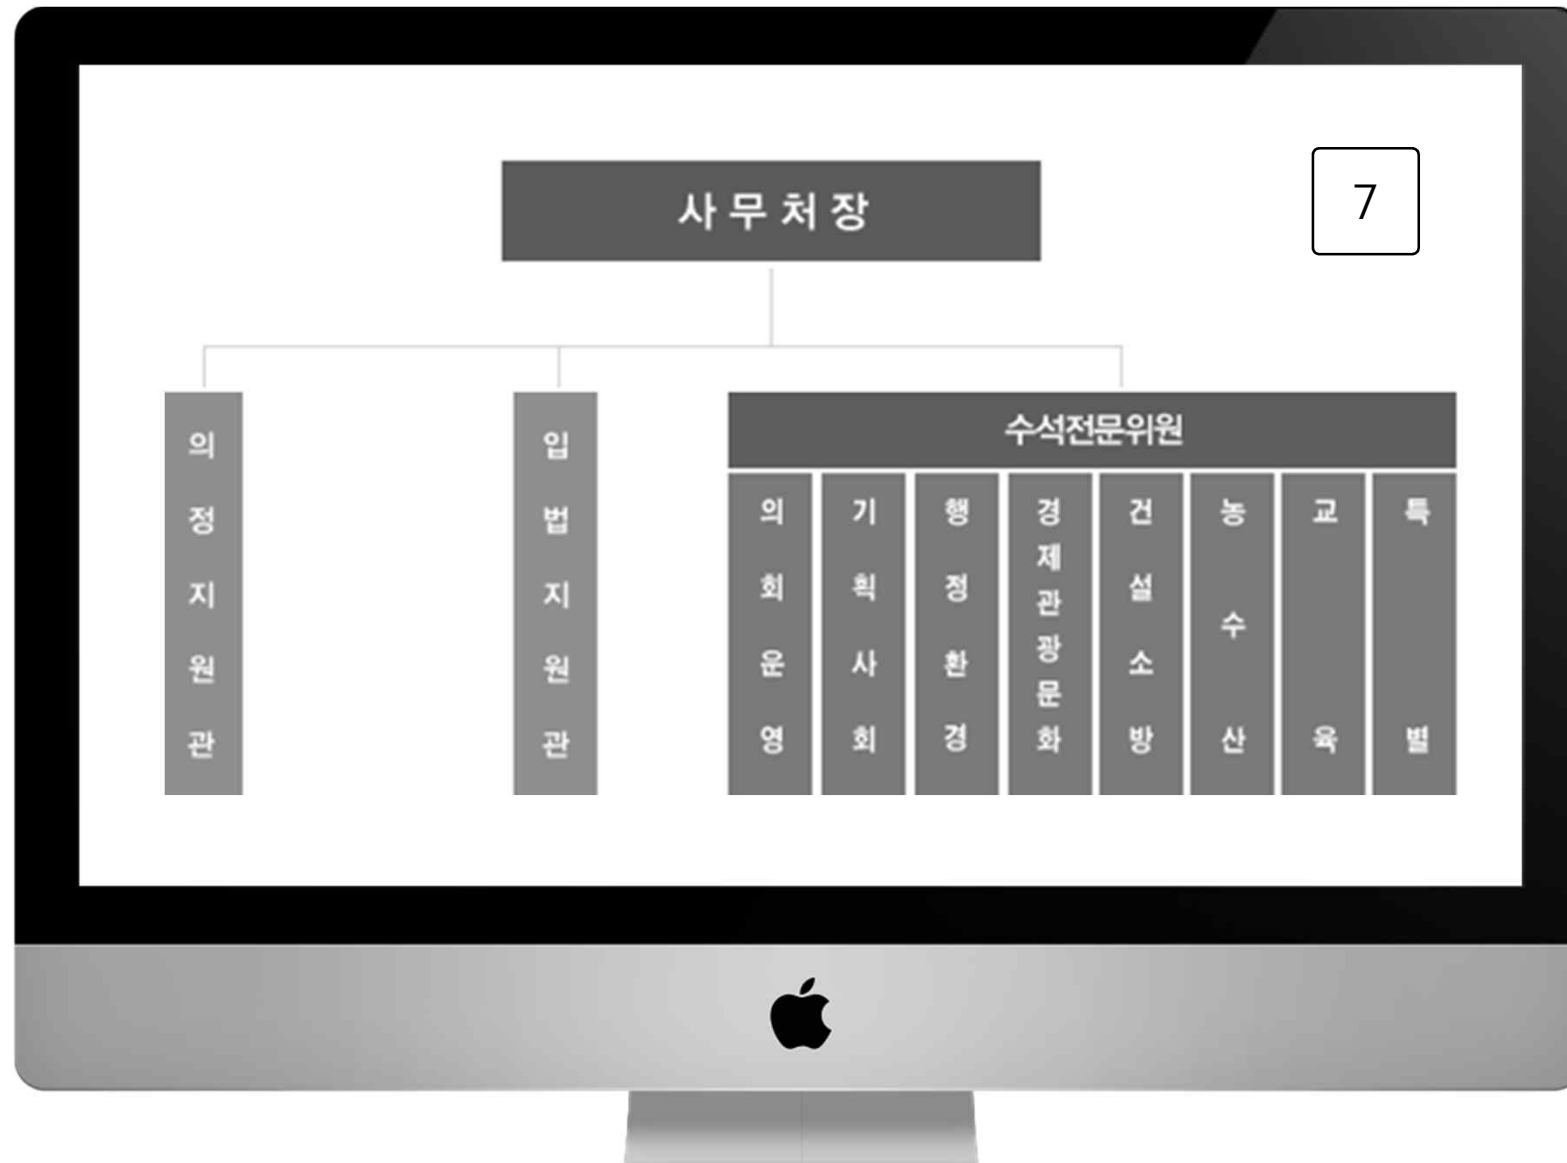 사무처장
7
의정지원관
입법지원관
수석전문위원
의회운영
기획사회
행정환경
경제관광문화
건설소방
농수산
교육
특별